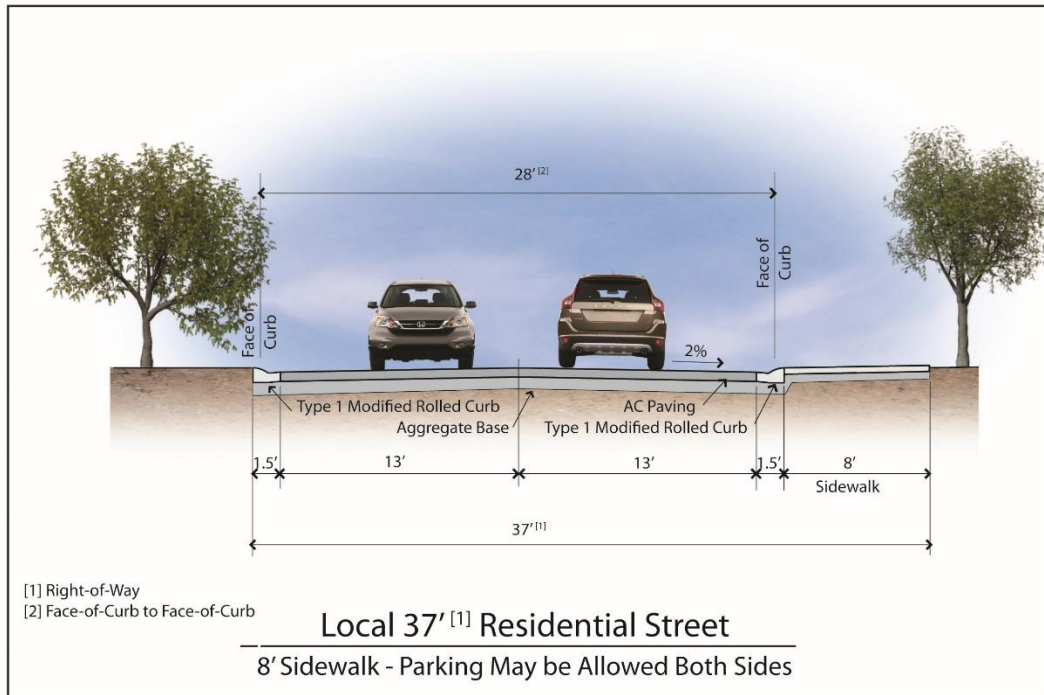 28' [2]
Face of
Curb
Face of
Curb
2%
Type 1 Modified Rolled Curb
AC Paving
Aggregate Base
Type 1 Modified Rolled Curb
1.5'
13'
13'
1.5'
8'
Sidewalk
37' [1]
[1] Right-of-Way
[2] Face-of-Curb to Face-of-Curb
Local 37' [1] Residential Street
8' Sidewalk - Parking May be Allowed Both Sides